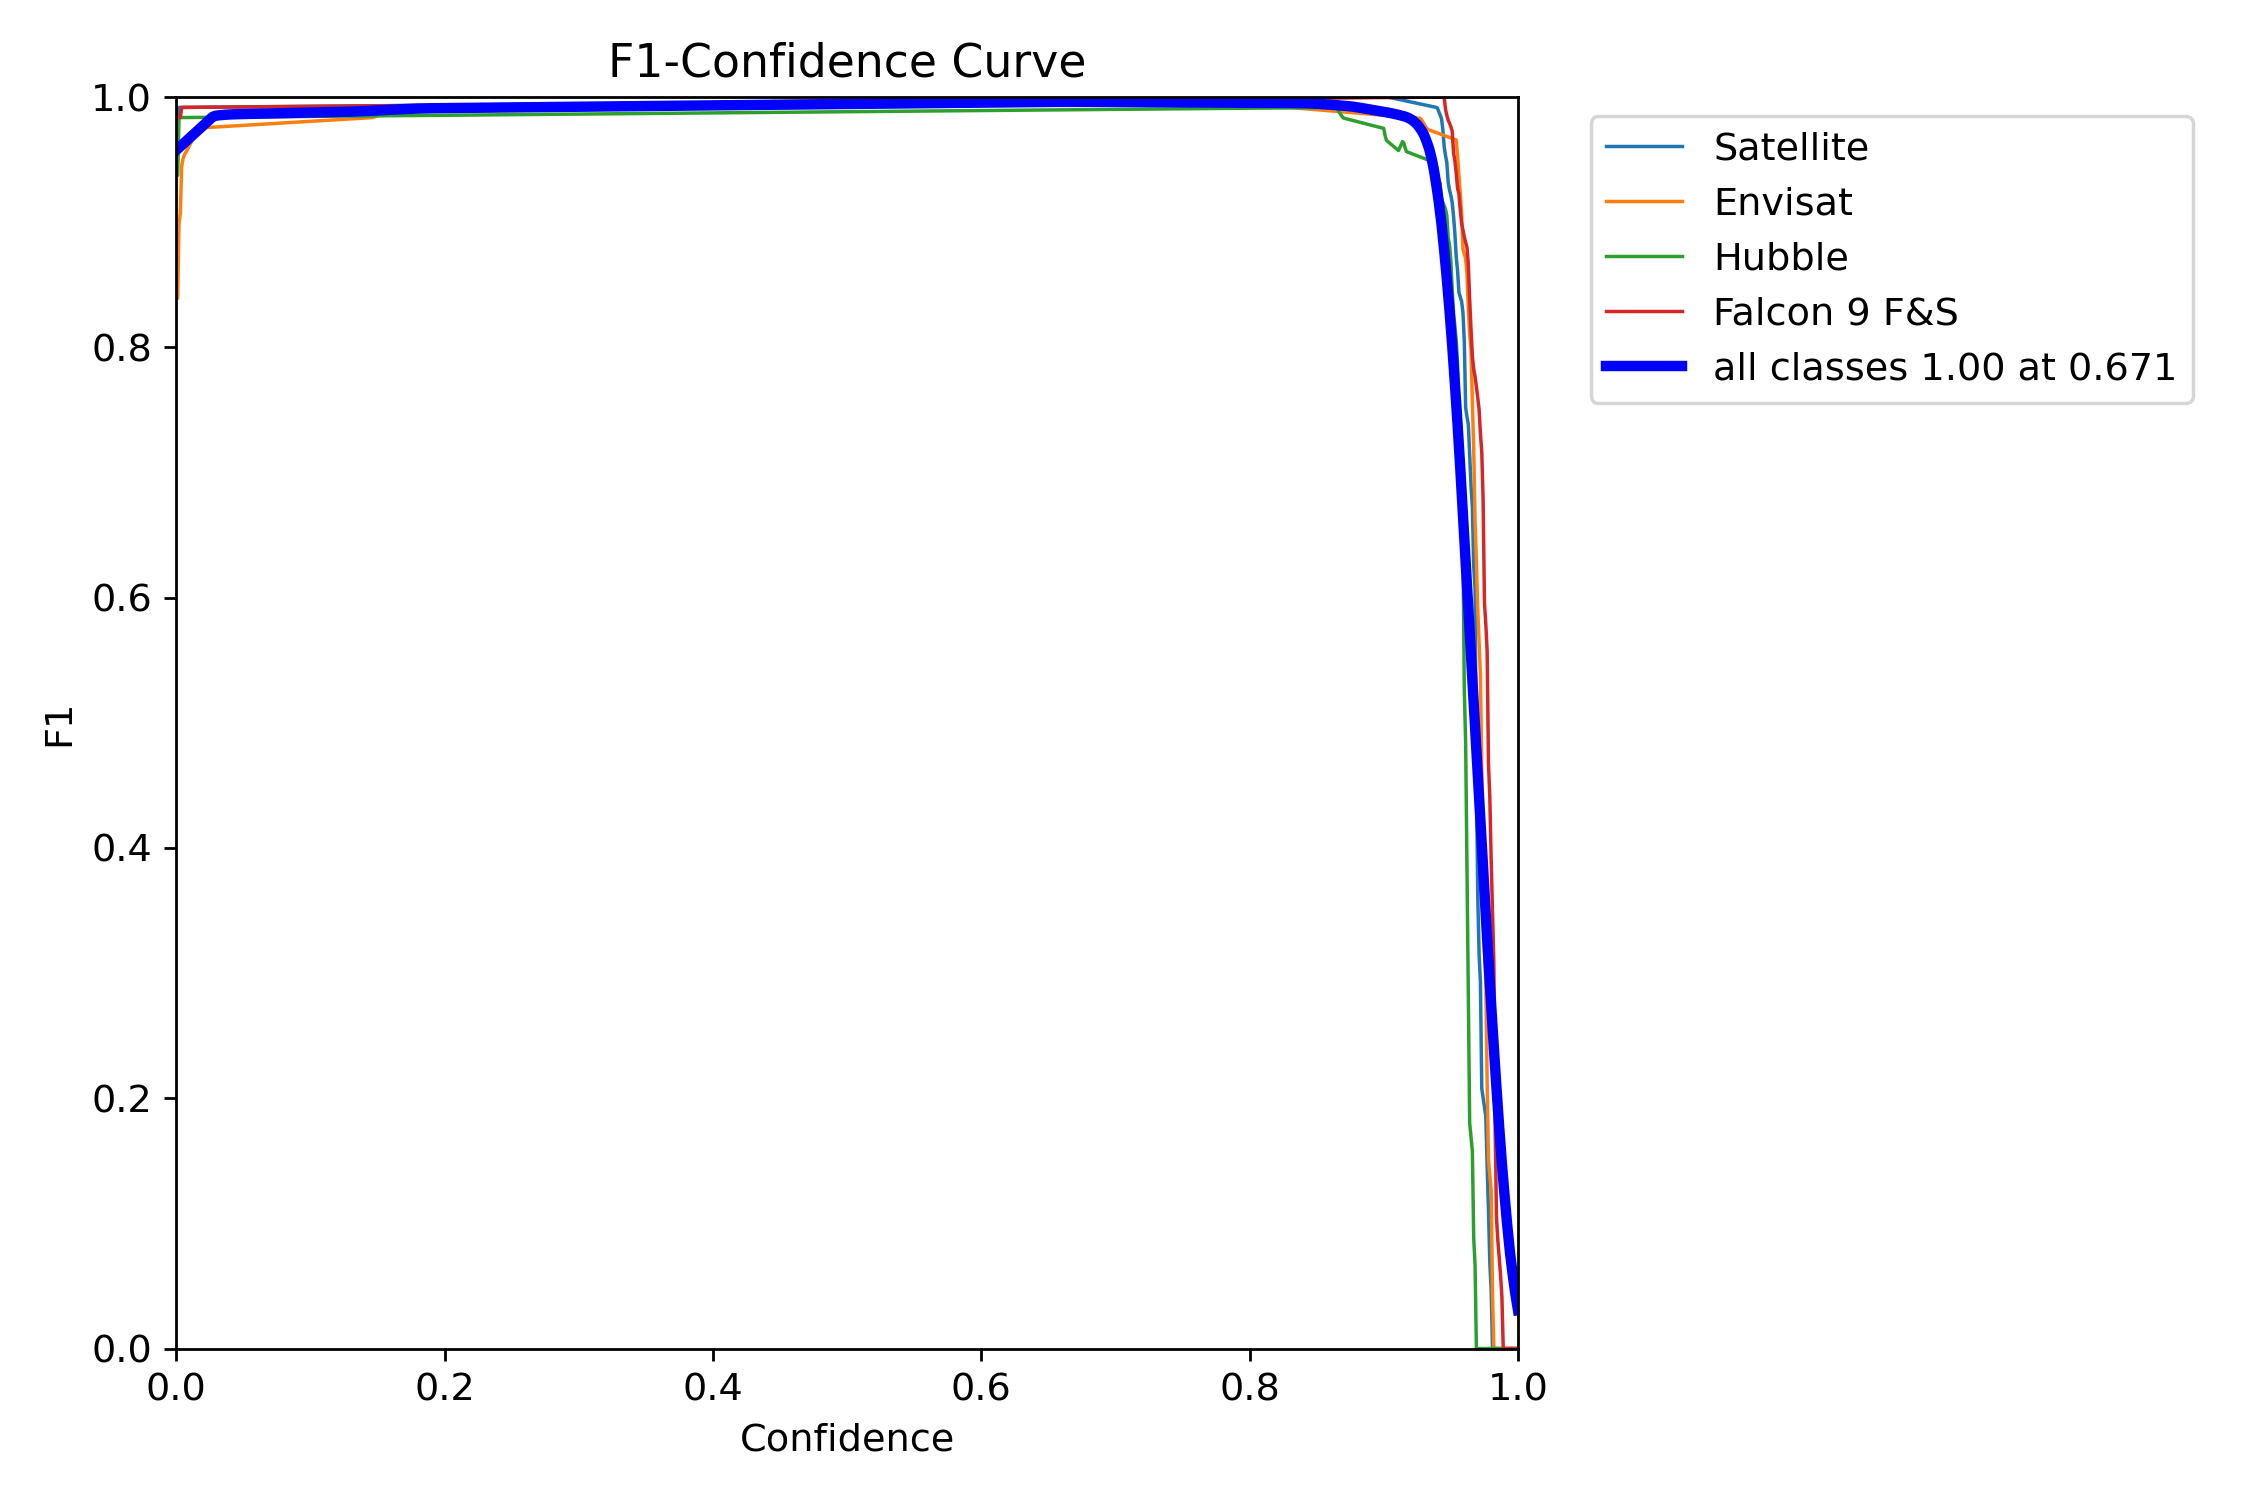 F1-Confidence Curve
1.0
0.8
0.6
0.4
0.2
0.0
F1
0.0 0.2 0.4 0.6 0.8 1.0
Confidence
Satellite
Envisat
Hubble
Falcon 9 F&S
all classes 1.00 at 0.671